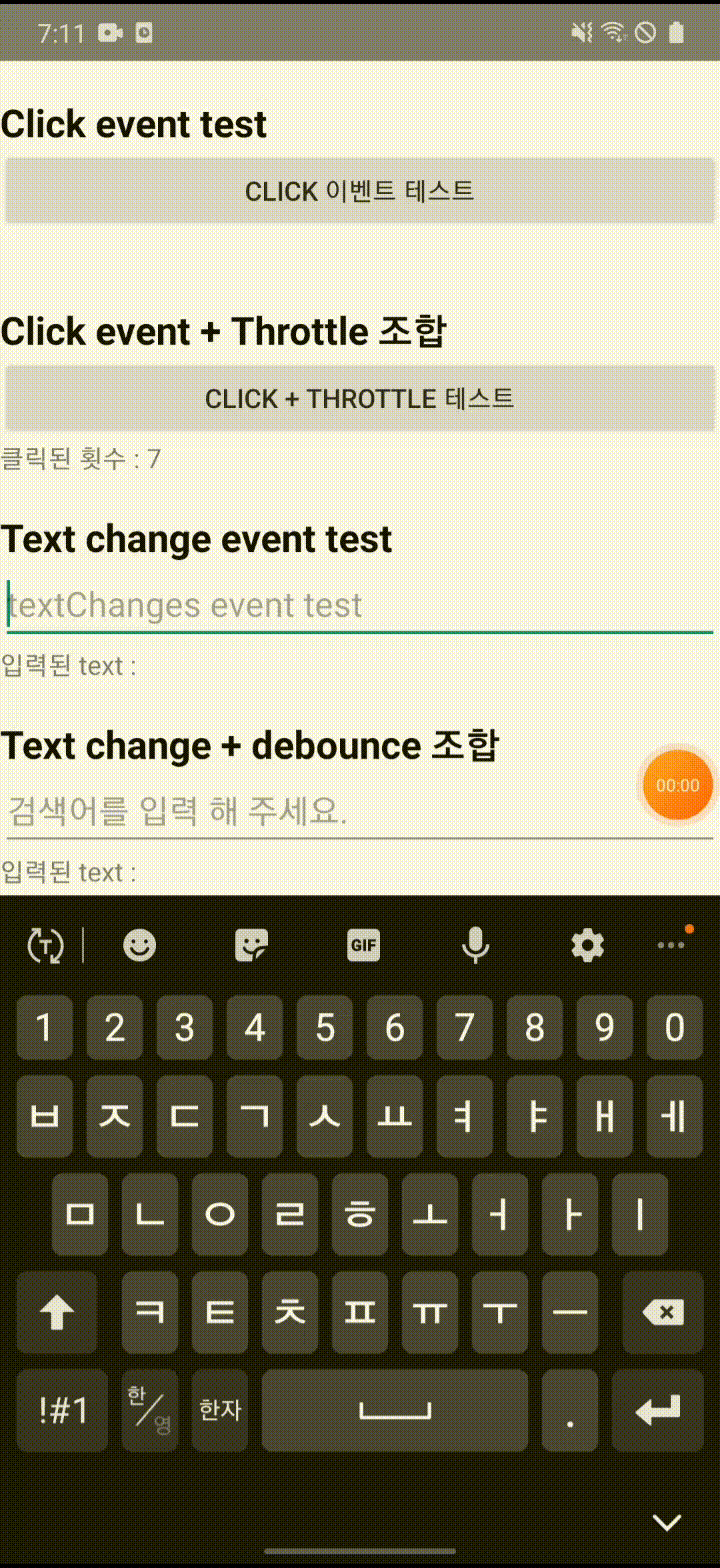 7:11
Click event test
CLICK 이벤트 테스트
Click event + Throttle 조합
CLICK + THROTTLE 테스트
클릭된 횟수 : 7
Text change event test
textChanges event test
입력된 text :
Text change + debounce 조합
00:00
검색어를 입력 해 주세요.
입력된 text :
T GIF
1 2 3 4 5 6 7 8 9 0
ㅂ ㅈ ㄷ ㄱ ㅅ ㅛ ㅕ ㅑ ㅐ ㅔ
ㅁ ㄴ ㅇ ㄹ ㅎ ㅗ ㅓ ㅏ ㅣ
ㅋ ㅌ ㅊ ㅍ ㅠ ㅜ ㅡ
!#1 한/영 한자 .